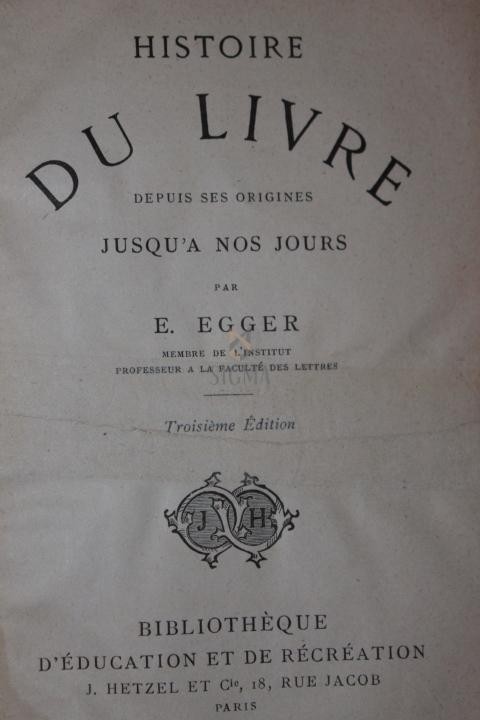 HISTOIRE
DU LIVRE
DEPUIS SES ORIGINES
JUSQU'A NOS JOURS
PAR
E. EGGER
MEMBRE DE L'INSTITUT
PROFESSEUR A LA FACULTÉ DES LETTRES
SIGMA
Troisième Édition
J H
BIBLIOTHÈQUE
D'ÉDUCATION ET DE RÉCRÉATION
J. HETZEL ET Cie, 18, RUE JACOB
PARIS